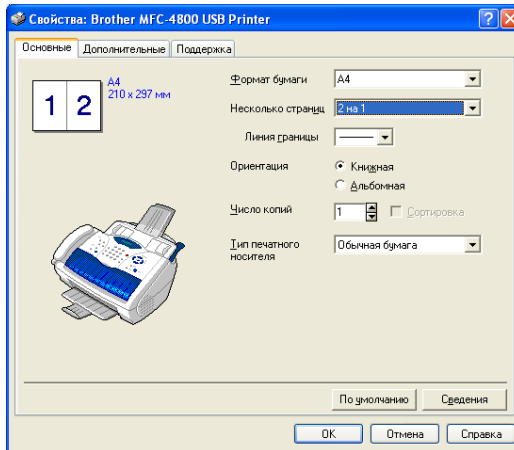 Свойства: Brother MFC-4800 USB Printer
Основные Дополнительные Поддержка
1 2
A4
210 x 297 мм
Формат бумаги A4
Несколько страниц 2 на 1
Линия границы
Ориентация Книжная
Альбомная
Число копий 1 Сортировка
Тип печатного носителя Обычная бумага
По умолчанию Сведения
OK Отмена Справка